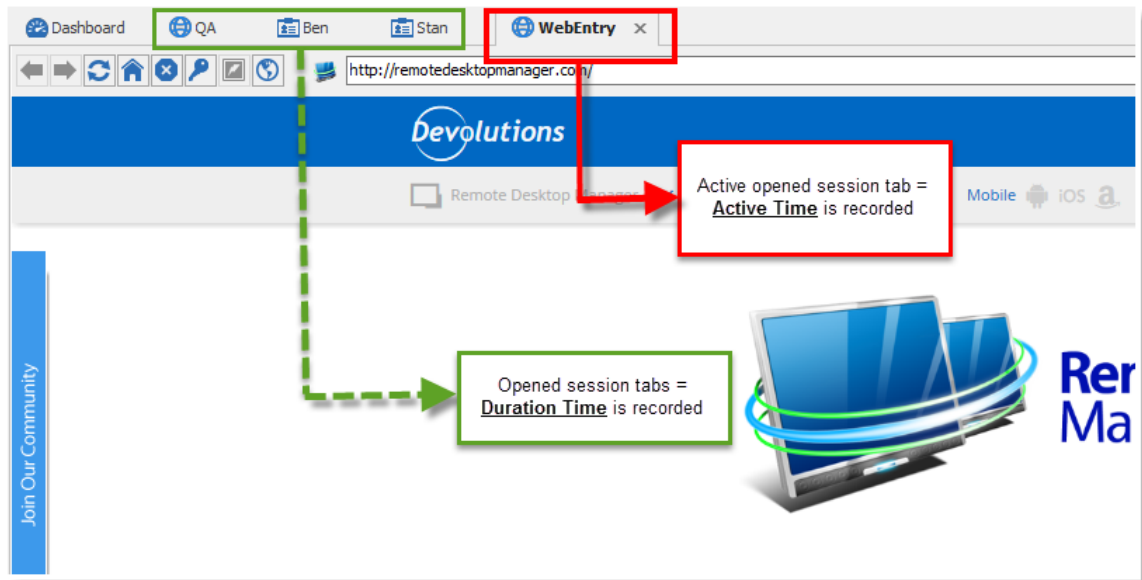 Dashboard
QA
Ben
Stan
WebEntry
http://remotedesktopmanager.com/
Devolutions
Remote Desktop Manager
Mobile
iOS
Active opened session tab =
Active Time is recorded
Opened session tabs =
Duration Time is recorded
Join Our Community
Rer
Ma